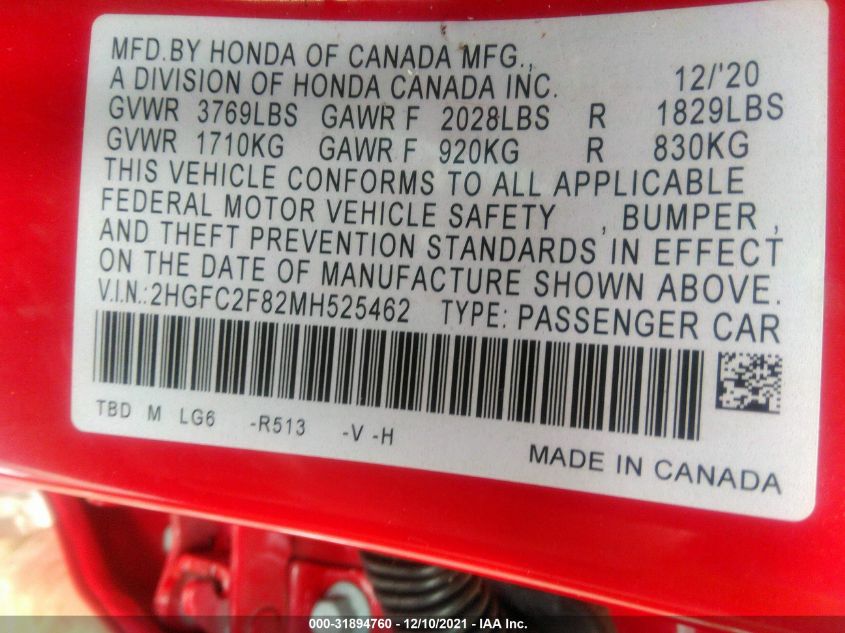 MFD.BY HONDA OF CANADA MFG.,
A DIVISION OF HONDA CANADA INC. 12/'20
GVWR 3769LBS GAWR F 2028LBS R 1829LBS
GVWR 1710KG GAWR F 920KG R 830KG
THIS VEHICLE CONFORMS TO ALL APPLICABLE
FEDERAL MOTOR VEHICLE SAFETY , BUMPER ,
AND THEFT PREVENTION STANDARDS IN EFFECT
ON THE DATE OF MANUFACTURE SHOWN ABOVE.
V.I.N.:2HGFC2F82MH525462 TYPE: PASSENGER CAR
TBD M LG6 -R513 -V -H
MADE IN CANADA
000-31894760 - 12/10/2021 - IAA Inc.